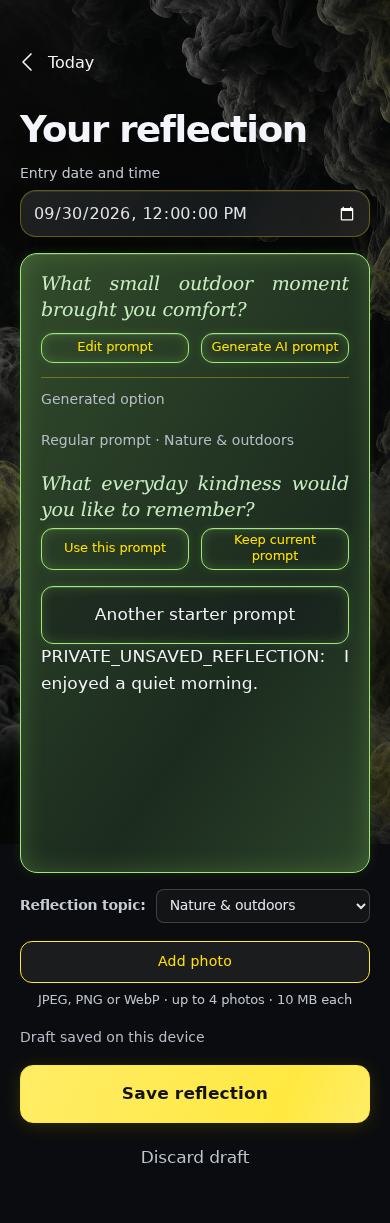 Today
Your reflection
Entry date and time
09/30/2026, 12:00:00 PM
What small outdoor moment
brought you comfort?
Edit prompt
Generate AI prompt
Generated option
Regular prompt · Nature & outdoors
What everyday kindness would
you like to remember?
Use this prompt
Keep current
prompt
Another starter prompt
PRIVATE_UNSAVED_REFLECTION: I
enjoyed a quiet morning.
Reflection topic:
Nature & outdoors
Add photo
JPEG, PNG or WebP · up to 4 photos · 10 MB each
Draft saved on this device
Save reflection
Discard draft